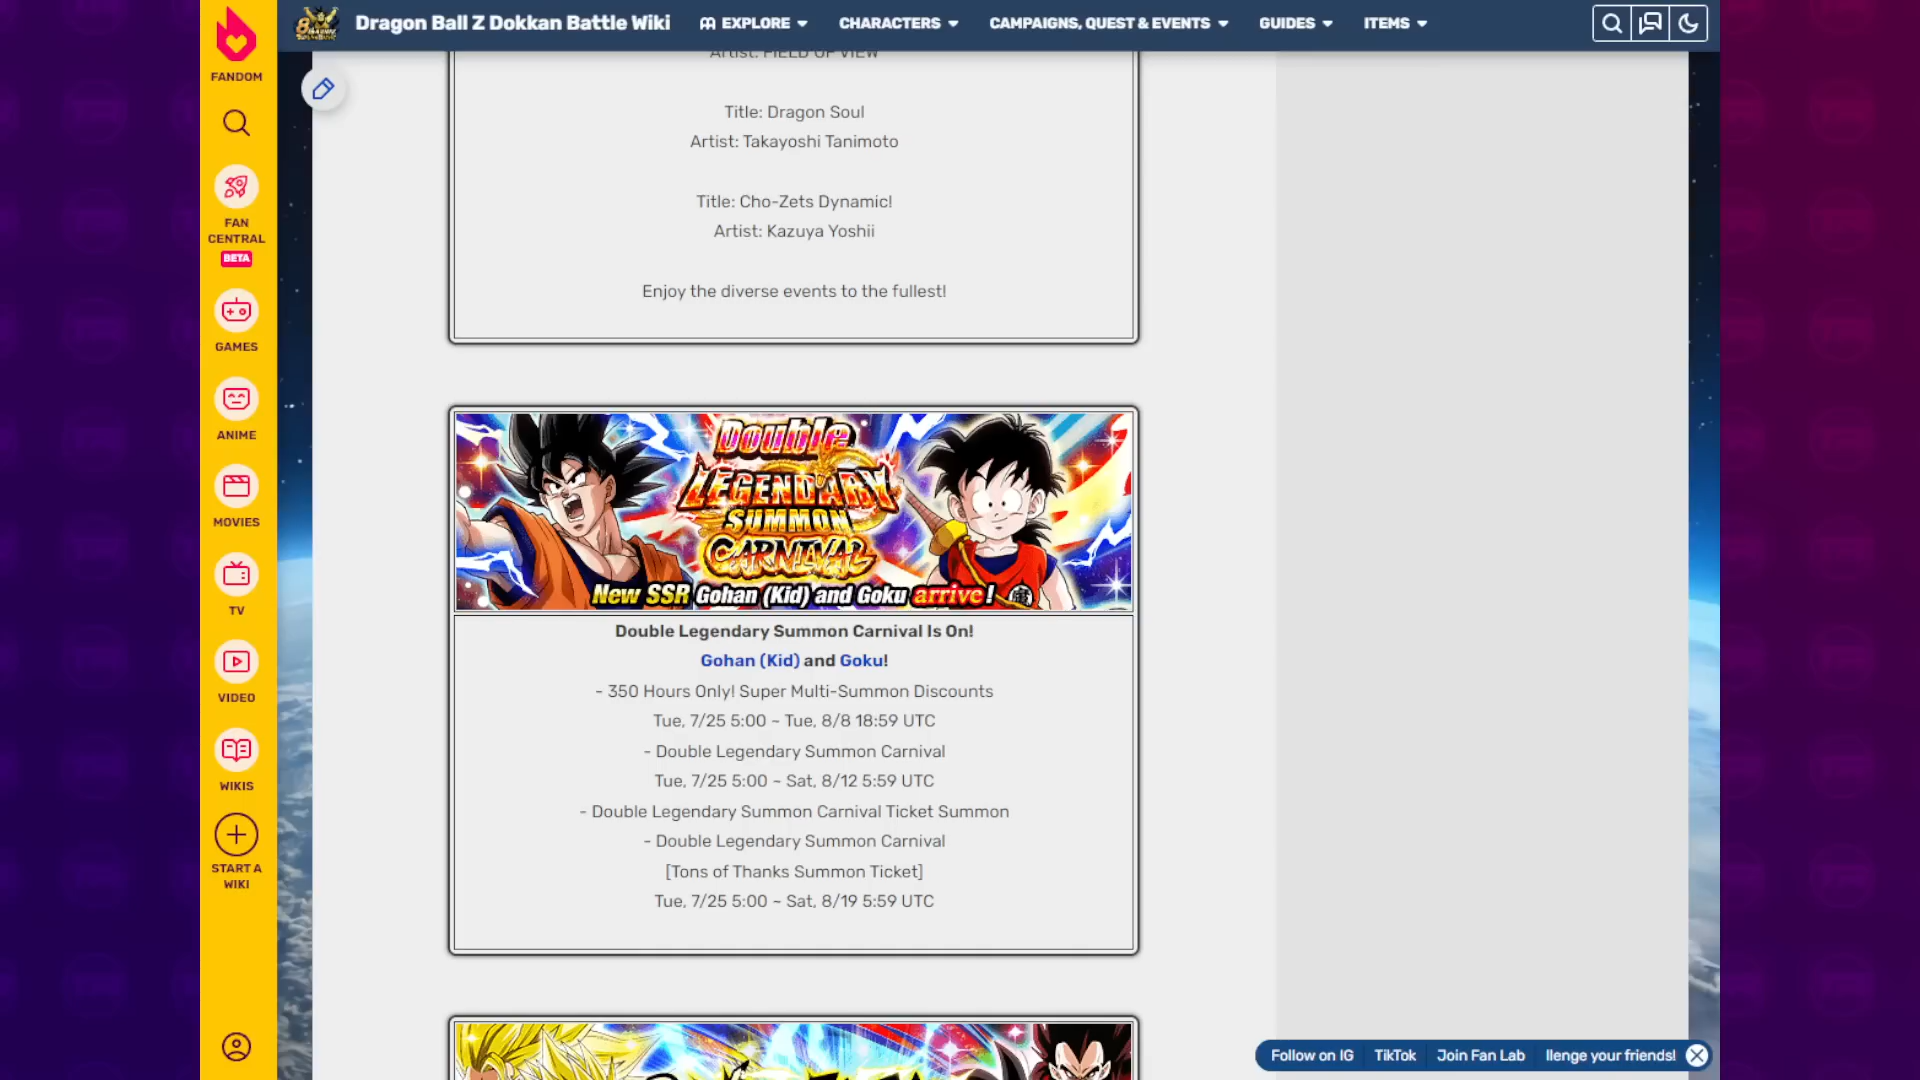 FANDOM
FAN
CENTRAL
BETA
GAMES
ANIME
MOVIES
TV
VIDEO
WIKIS
START A
WIKI
Dragon Ball Z Dokkan Battle Wiki
EXPLORE
CHARACTERS
CAMPAIGNS, QUEST & EVENTS
GUIDES
ITEMS
Artist: FIELD OF VIEW
Title: Dragon Soul
Artist: Takayoshi Tanimoto
Title: Cho-Zets Dynamic!
Artist: Kazuya Yoshii
Enjoy the diverse events to the fullest!
Double
LEGENDARY
SUMMON
CARNIVAL
New SSR Gohan (Kid) and Goku arrive!
Double Legendary Summon Carnival Is On!
Gohan (Kid) and Goku!
- 350 Hours Only! Super Multi-Summon Discounts
Tue, 7/25 5:00 ~ Tue, 8/8 18:59 UTC
- Double Legendary Summon Carnival
Tue, 7/25 5:00 ~ Sat, 8/12 5:59 UTC
- Double Legendary Summon Carnival Ticket Summon
- Double Legendary Summon Carnival
[Tons of Thanks Summon Ticket]
Tue, 7/25 5:00 ~ Sat, 8/19 5:59 UTC
Follow on IG
TikTok
Join Fan Lab
llenge your friends!